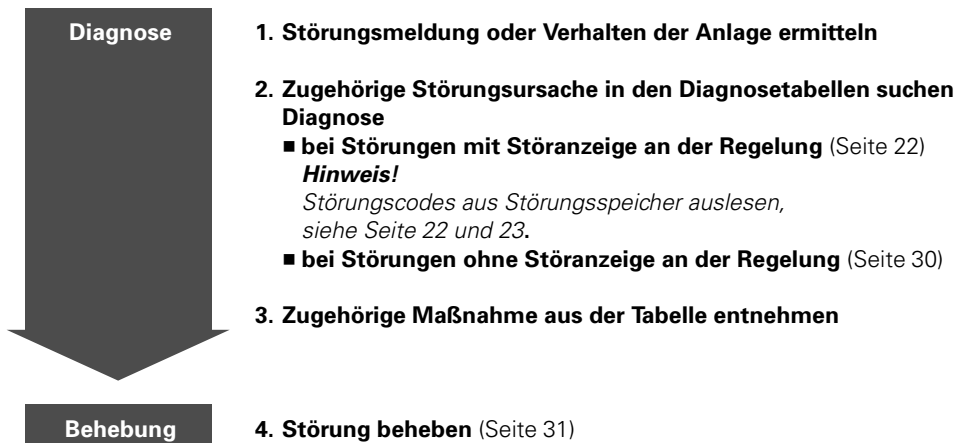 Diagnose
1. Störungsmeldung oder Verhalten der Anlage ermitteln
2. Zugehörige Störungsursache in den Diagnosetabellen suchen
Diagnose
■ bei Störungen mit Störanzeige an der Regelung (Seite 22)
Hinweis!
Störungscodes aus Störungsspeicher auslesen,
siehe Seite 22 und 23.
■ bei Störungen ohne Störanzeige an der Regelung (Seite 30)
3. Zugehörige Maßnahme aus der Tabelle entnehmen
Behebung
4. Störung beheben (Seite 31)